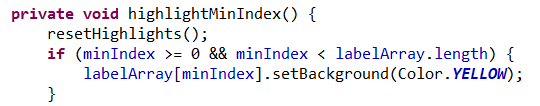 private void highlightMinIndex() {
    resetHighlights();
    if (minIndex >= 0 && minIndex < labelArray.length) {
        labelArray[minIndex].setBackground(Color.YELLOW);
    }